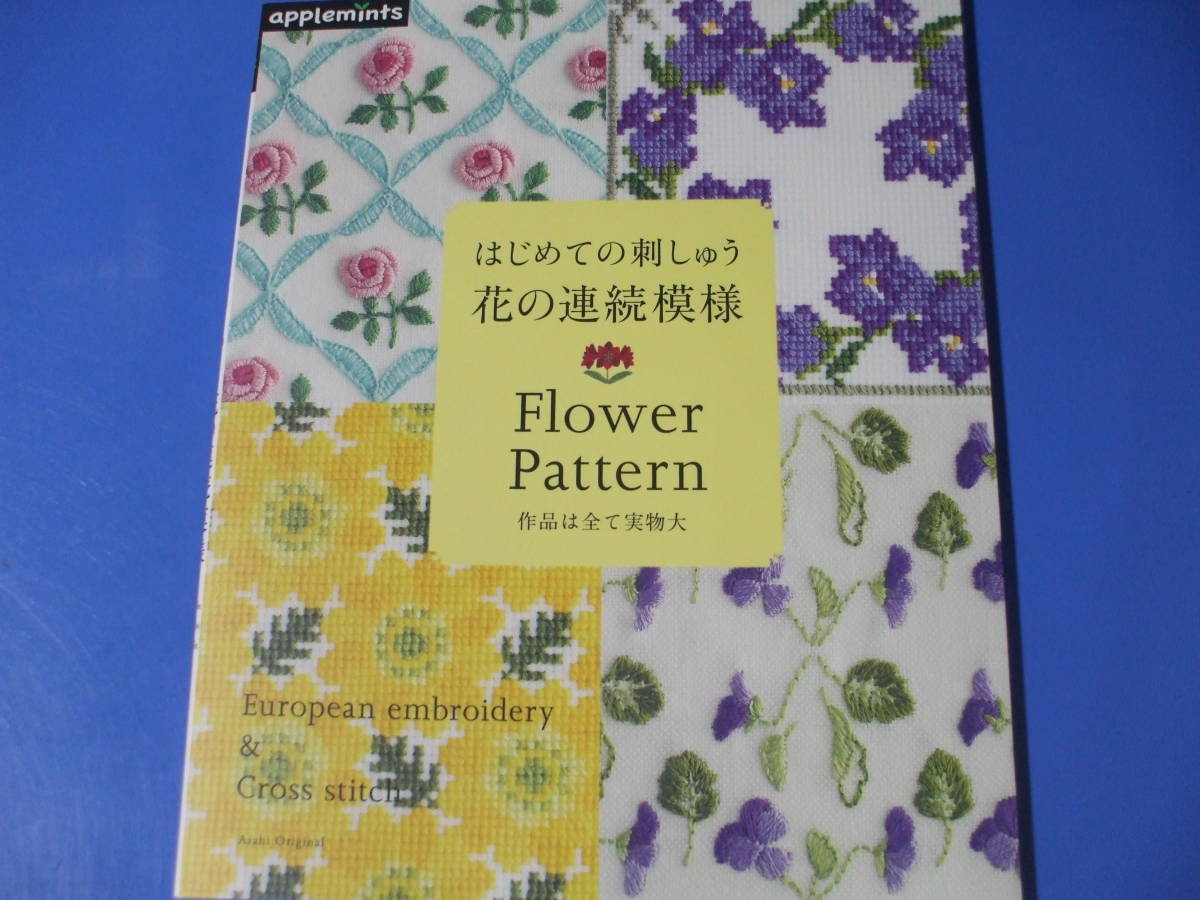 applemints
はじめての刺しゅう
花の連続模様
Flower
Pattern
作品は全て実物大
European embroidery
&
Cross stitch
Asahi Original